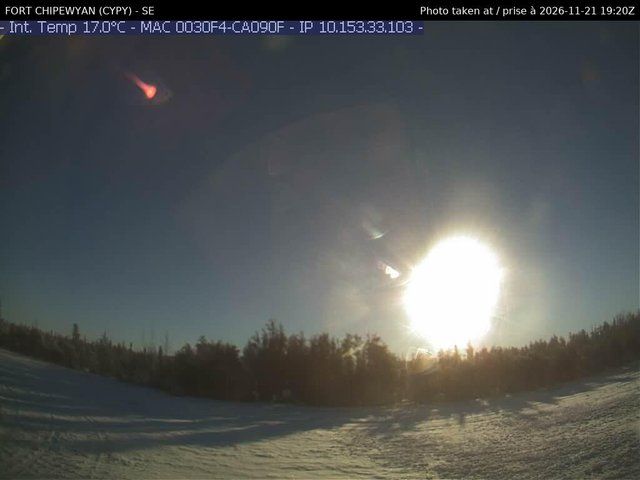 FORT CHIPEWYAN (CYPY) - SE Photo taken at / prise à 2026-11-21 19:20Z
- Int. Temp 17.0°C - MAC 0030F4-CA090F - IP 10.153.33.103 -